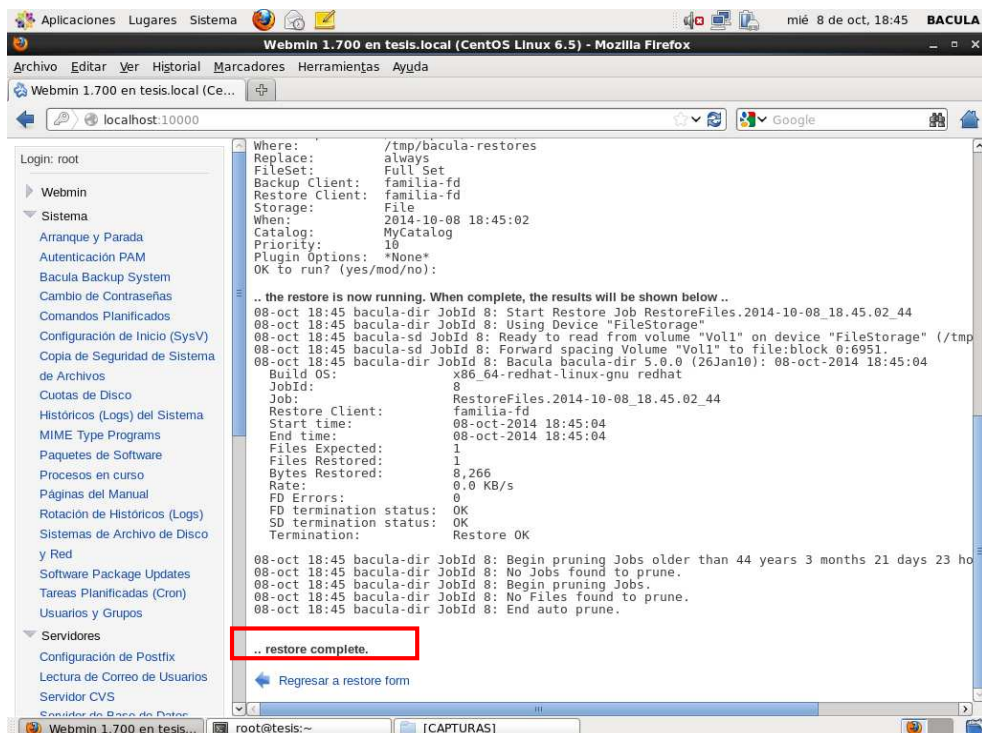 Aplicaciones Lugares Sistema mié 8 de oct, 18:45 BACULA
Webmin 1.700 en tesis.local (CentOS Linux 6.5) - Mozilla Firefox
Archivo Editar Ver Historial Marcadores Herramientas Ayuda
Webmin 1.700 en tesis.local (Ce...
localhost:10000 Google
Login: root
Webmin
Sistema
Arranque y Parada
Autenticación PAM
Bacula Backup System
Cambio de Contraseñas
Comandos Planificados
Configuración de Inicio (SysV)
Copia de Seguridad de Sistema
de Archivos
Cuotas de Disco
Históricos (Logs) del Sistema
MIME Type Programs
Paquetes de Software
Procesos en curso
Páginas del Manual
Rotación de Históricos (Logs)
Sistemas de Archivo de Disco
y Red
Software Package Updates
Tareas Planificadas (Cron)
Usuarios y Grupos
Servidores
Configuración de Postfix
Lectura de Correo de Usuarios
Servidor CVS
Servidor de Base de Datos
Where: /tmp/bacula-restores
Replace: always
FileSet: Full Set
Backup Client: familia-fd
Restore Client: familia-fd
Storage: File
When: 2014-10-08 18:45:02
Catalog: MyCatalog
Priority: 10
Plugin Options: *None*
OK to run? (yes/mod/no):
.. the restore is now running. When complete, the results will be shown below ..
08-oct 18:45 bacula-dir JobId 8: Start Restore Job RestoreFiles.2014-10-08_18.45.02_44
08-oct 18:45 bacula-dir JobId 8: Using Device "FileStorage"
08-oct 18:45 bacula-sd JobId 8: Ready to read from volume "Vol1" on device "FileStorage" (/tmp
08-oct 18:45 bacula-sd JobId 8: Forward spacing Volume "Vol1" to file:block 0:6951.
08-oct 18:45 bacula-dir JobId 8: Bacula bacula-dir 5.0.0 (26Jan10): 08-oct-2014 18:45:04
Build OS: x86_64-redhat-linux-gnu redhat
JobId: 8
Job: RestoreFiles.2014-10-08_18.45.02_44
Restore Client: familia-fd
Start time: 08-oct-2014 18:45:04
End time: 08-oct-2014 18:45:04
Files Expected: 1
Files Restored: 1
Bytes Restored: 8,266
Rate: 0.0 KB/s
FD Errors: 0
FD termination status: OK
SD termination status: OK
Termination: Restore OK
08-oct 18:45 bacula-dir JobId 8: Begin pruning Jobs older than 44 years 3 months 21 days 23 ho
08-oct 18:45 bacula-dir JobId 8: No Jobs found to prune.
08-oct 18:45 bacula-dir JobId 8: Begin pruning Jobs.
08-oct 18:45 bacula-dir JobId 8: No Files found to prune.
08-oct 18:45 bacula-dir JobId 8: End auto prune.
.. restore complete.
Regresar a restore form
Webmin 1.700 en tesis... root@tesis:~ [CAPTURAS]